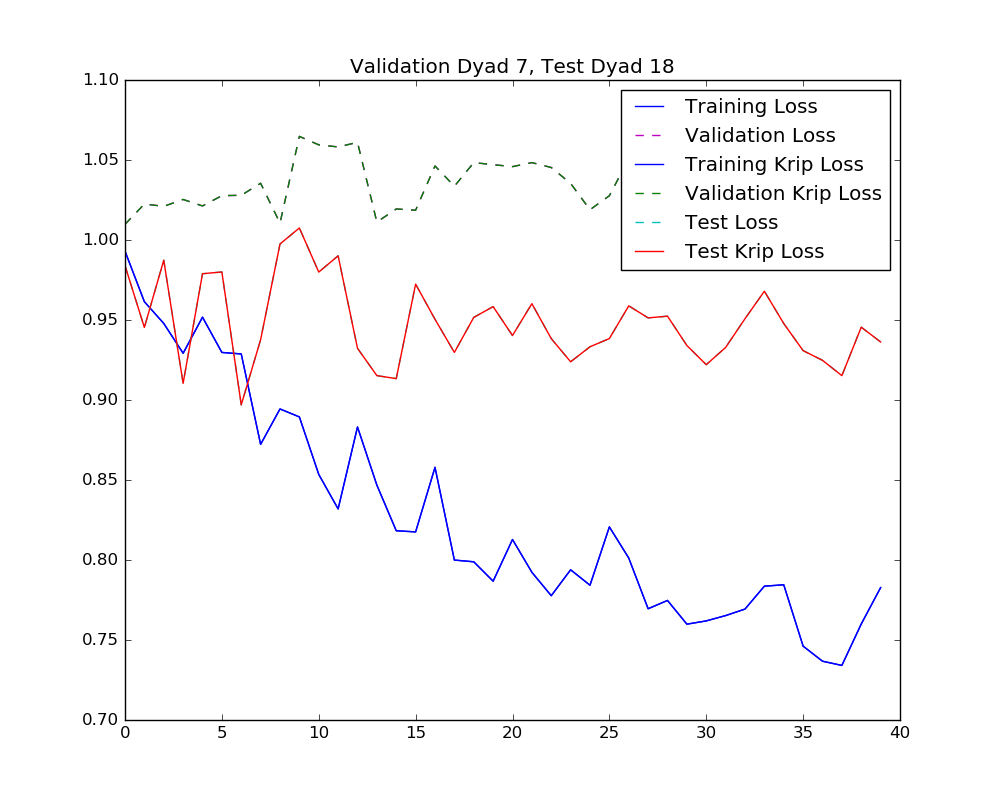 Validation Dyad 7, Test Dyad 18
1.10
1.05
1.00
0.95
0.90
0.85
0.80
0.75
0.70
0
5
10
15
20
25
30
35
40
Training Loss
Validation Loss
Training Krip Loss
Validation Krip Loss
Test Loss
Test Krip Loss